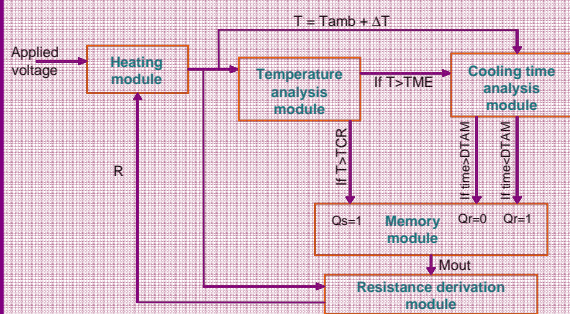 T = Tamb + ΔT
Applied
voltage
Heating
module
Temperature
analysis
module
If T>TME
Cooling time
analysis
module
R
If T>TCR
If time>DTAM
If time<DTAM
Qs=1
Memory
module
Qr=0
Qr=1
Mout
Resistance derivation
module